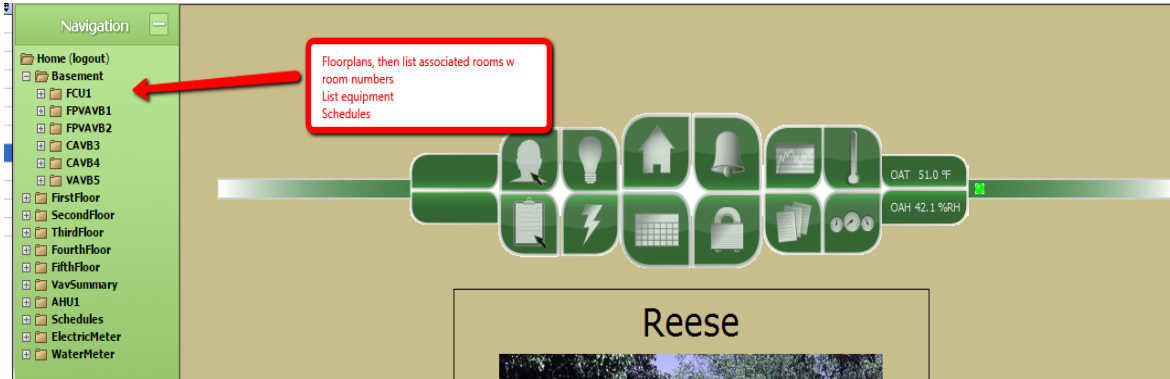 Navigation
Home (logout)
Basement
FCU1
FPVAVB1
FPVAVB2
CAVB3
CAVB4
VAVB5
FirstFloor
SecondFloor
ThirdFloor
FourthFloor
FifthFloor
VavSummary
AHU1
Schedules
ElectricMeter
WaterMeter
Floorplans, then list associated rooms w
room numbers
List equipment
Schedules
OAT 51.0 °F
OAH 42.1 %RH
Reese